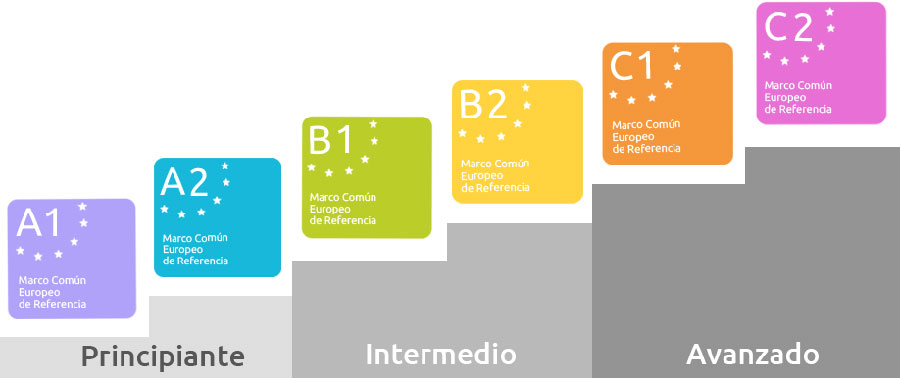 A1
Marco Común
Europeo
de Referencia
A2
Marco Común
Europeo
de Referencia
B1
Marco Común
Europeo
de Referencia
B2
Marco Común
Europeo
de Referencia
C1
Marco Común
Europeo
de Referencia
C2
Marco Común
Europeo
de Referencia
Principiante
Intermedio
Avanzado